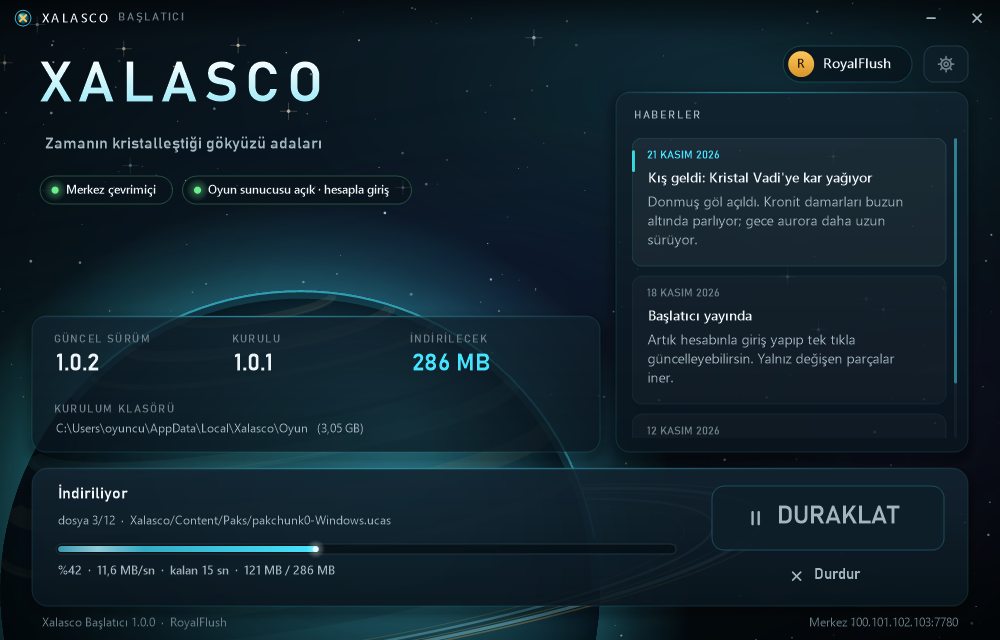 XALASCO BAŞLATICI
XALASCO
Zamanın kristalleştiği gökyüzü adaları
Merkez çevrimiçi
Oyun sunucusu açık · hesapla giriş
R RoyalFlush
HABERLER
21 KASIM 2026
Kış geldi: Kristal Vadi'ye kar yağıyor
Donmuş göl açıldı. Kronit damarları buzun
altında parlıyor; gece aurora daha uzun
sürüyor.
18 KASIM 2026
Başlatıcı yayında
Artık hesabınla giriş yapıp tek tıkla
güncelleyebilirsin. Yalnız değişen parçalar
iner.
12 KASIM 2026
GÜNCEL SÜRÜM KURULU İNDİRİLECEK
1.0.2 1.0.1 286 MB
KURULUM KLASÖRÜ
C:\Users\oyuncu\AppData\Local\Xalasco\Oyun (3,05 GB)
İndiriliyor
dosya 3/12 · Xalasco/Content/Paks/pakchunk0-Windows.ucas
%42 · 11,6 MB/sn · kalan 15 sn · 121 MB / 286 MB
DURAKLAT
Durdur
Xalasco Başlatıcı 1.0.0 · RoyalFlush
Merkez 100.101.102.103:7780